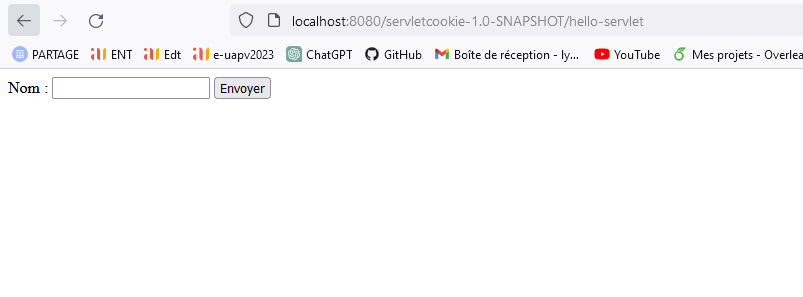 localhost:8080/servletcookie-1.0-SNAPSHOT/hello-servlet
PARTAGE ENT Edt e-uapv2023 ChatGPT GitHub Boîte de réception - ly... YouTube Mes projets - Overlea
Nom : Envoyer